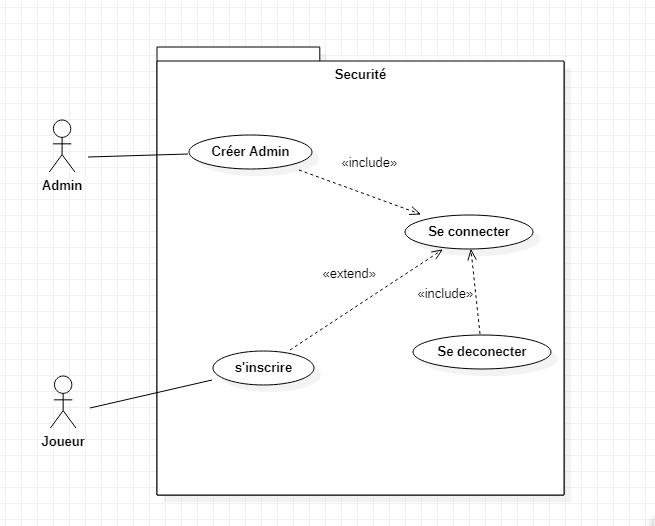 Securité
Créer Admin
«include»
Admin
Se connecter
«extend»
«include»
Se deconecter
s'inscrire
Joueur